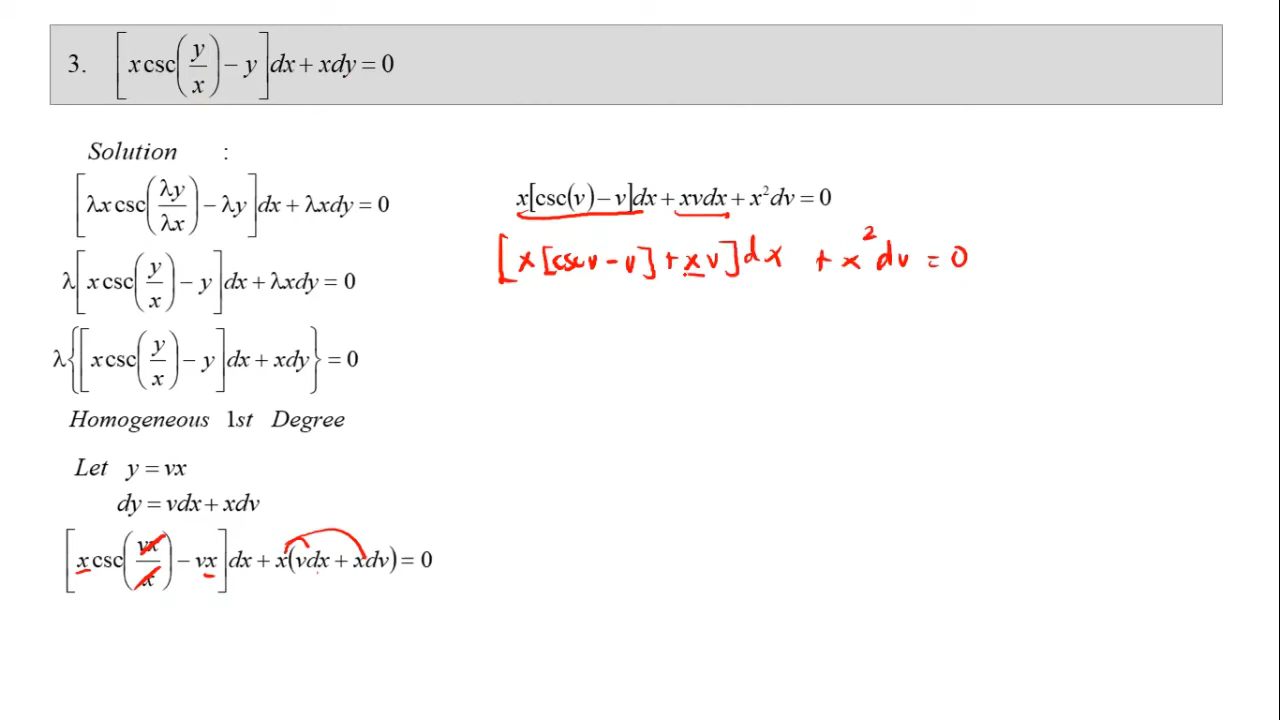 3. [x csc(y/x) − y]dx + xdy = 0
Solution :
[λx csc(λy/λx) − λy]dx + λxdy = 0
λ[x csc(y/x) − y]dx + λxdy = 0
λ{[x csc(y/x) − y]dx + xdy} = 0
Homogeneous 1st Degree
Let y = vx
dy = vdx + xdv
[x csc(vx/x) − vx]dx + x(vdx + xdv) = 0
x[csc(v) − v]dx + xvdx + x²dv = 0
[x[cscv − v] + xv]dx + x²dv = 0